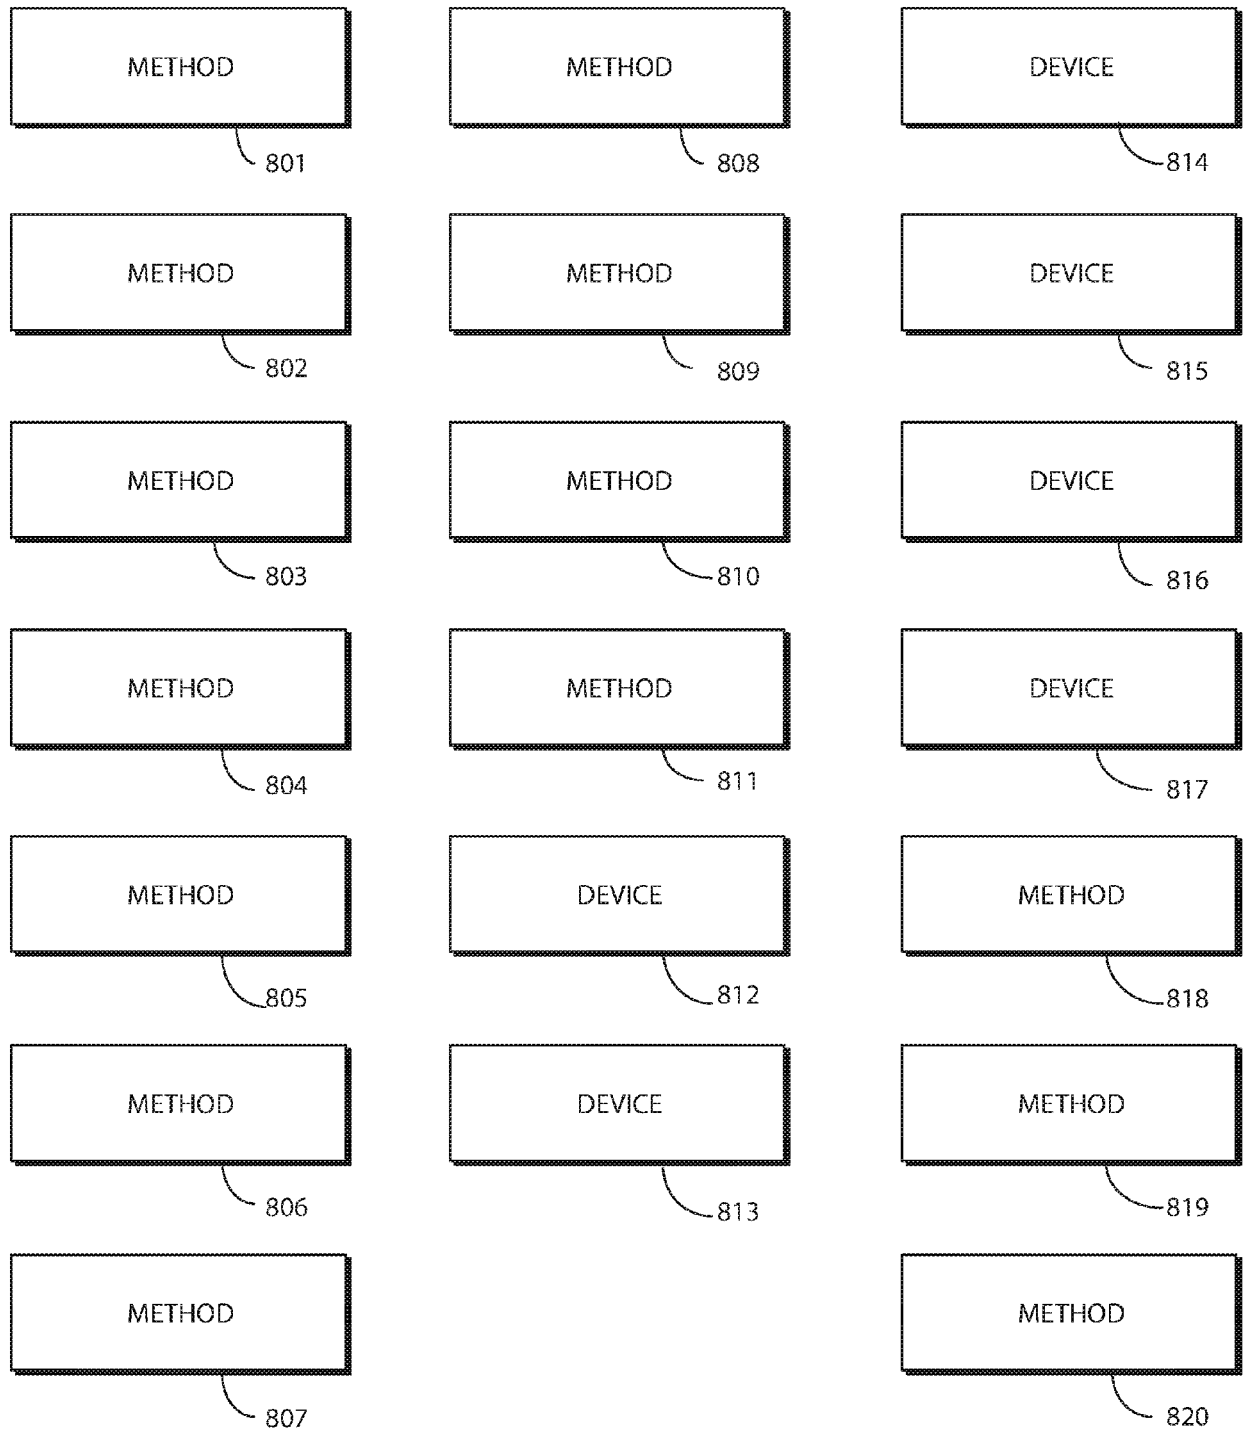 METHOD
801
METHOD
802
METHOD
803
METHOD
804
METHOD
805
METHOD
806
METHOD
807
METHOD
808
METHOD
809
METHOD
810
METHOD
811
DEVICE
812
DEVICE
813
DEVICE
814
DEVICE
815
DEVICE
816
DEVICE
817
METHOD
818
METHOD
819
METHOD
820